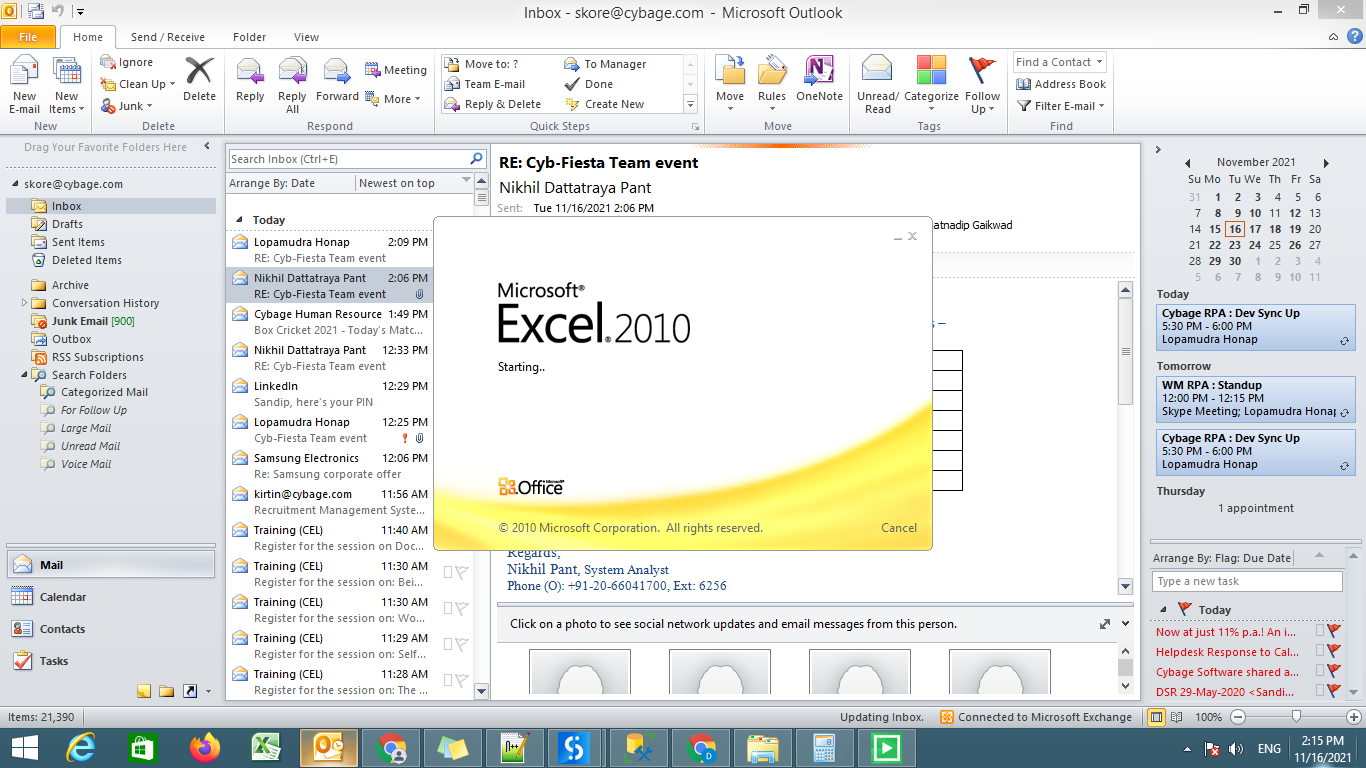 Inbox - skore@cybage.com - Microsoft Outlook
File Home Send / Receive Folder View
New E-mail
New Items
New
Ignore
Clean Up
Junk
Delete
Delete
Reply
Reply All
Forward
Meeting
More
Respond
Move to: ?
Team E-mail
Reply & Delete
To Manager
Done
Create New
Quick Steps
Move
Rules
OneNote
Move
Unread/ Read
Categorize
Follow Up
Tags
Find a Contact
Address Book
Filter E-mail
Find
Drag Your Favorite Folders Here
skore@cybage.com
Inbox
Drafts
Sent Items
Deleted Items
Archive
Conversation History
Junk Email [900]
Outbox
RSS Subscriptions
Search Folders
Categorized Mail
For Follow Up
Large Mail
Unread Mail
Voice Mail
Mail
Calendar
Contacts
Tasks
Search Inbox (Ctrl+E)
Arrange By: Date Newest on top
Today
Lopamudra Honap 2:09 PM
RE: Cyb-Fiesta Team event
Nikhil Dattatraya Pant 2:06 PM
RE: Cyb-Fiesta Team event
Cybage Human Resource 1:49 PM
Box Cricket 2021 - Today's Matc...
Nikhil Dattatraya Pant 12:33 PM
RE: Cyb-Fiesta Team event
LinkedIn 12:29 PM
Sandip, here's your PIN
Lopamudra Honap 12:25 PM
Cyb-Fiesta Team event
Samsung Electronics 12:06 PM
Re: Samsung corporate offer
kirtin@cybage.com 11:56 AM
Recruitment Management Syste...
Training (CEL) 11:40 AM
Register for the session on Doc...
Training (CEL) 11:30 AM
Register for the session on: Bei...
Training (CEL) 11:30 AM
Register for the session on: Wo...
Training (CEL) 11:29 AM
Register for the session on: Self...
Training (CEL) 11:28 AM
Register for the session on: The ...
RE: Cyb-Fiesta Team event
Nikhil Dattatraya Pant
Sent: Tue 11/16/2021 2:06 PM
atnadip Gaikwad
s –
Microsoft®
Excel® 2010
Starting..
Microsoft®
Office
© 2010 Microsoft Corporation. All rights reserved.
Cancel
Regards,
Nikhil Pant, System Analyst
Phone (O): +91-20-66041700, Ext: 6256
Click on a photo to see social network updates and email messages from this person.
November 2021
Su Mo Tu We Th Fr Sa
31 1 2 3 4 5 6
7 8 9 10 11 12 13
14 15 16 17 18 19 20
21 22 23 24 25 26 27
28 29 30 1 2 3 4
5 6 7 8 9 10 11
Today
Cybage RPA : Dev Sync Up
5:30 PM - 6:00 PM
Lopamudra Honap
Tomorrow
WM RPA : Standup
12:00 PM - 12:15 PM
Skype Meeting; Lopamudra Honap
Cybage RPA : Dev Sync Up
5:30 PM - 6:00 PM
Lopamudra Honap
Thursday
1 appointment
Arrange By: Flag: Due Date
Type a new task
Today
Now at just 11% p.a.! An i...
Helpdesk Response to Cal...
Cybage Software shared a...
DSR 29-May-2020 <Sandi...
Items: 21,390
Updating Inbox.
Connected to Microsoft Exchange
100%
ENG
2:15 PM
11/16/2021